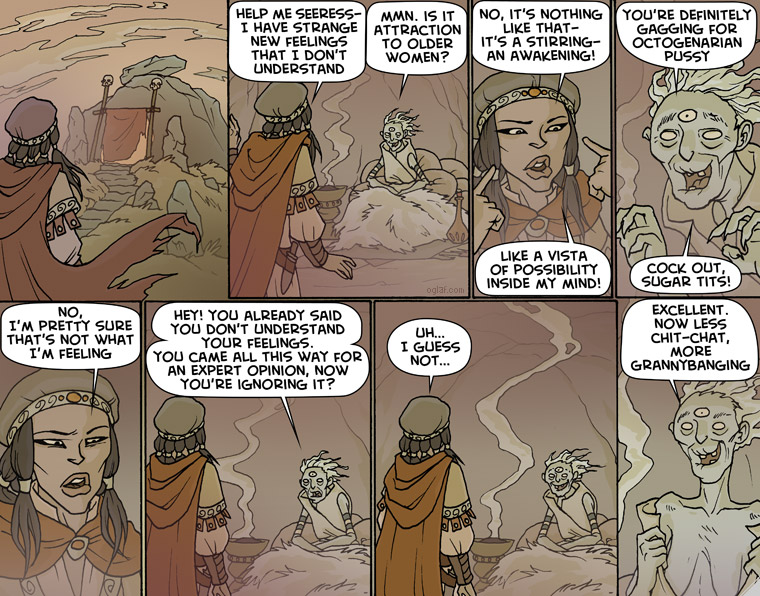 HELP ME SEERESS-
I HAVE STRANGE
NEW FEELINGS
THAT I DON'T
UNDERSTAND
MMN. IS IT
ATTRACTION
TO OLDER
WOMEN?
oglaf.com
NO, IT'S NOTHING
LIKE THAT-
IT'S A STIRRING-
AN AWAKENING!
LIKE A VISTA
OF POSSIBILITY
INSIDE MY MIND!
YOU'RE DEFINITELY
GAGGING FOR
OCTOGENARIAN
PUSSY
COCK OUT,
SUGAR TITS!
NO,
I'M PRETTY SURE
THAT'S NOT WHAT
I'M FEELING
HEY! YOU ALREADY SAID
YOU DON'T UNDERSTAND
YOUR FEELINGS.
YOU CAME ALL THIS WAY FOR
AN EXPERT OPINION, NOW
YOU'RE IGNORING IT?
UH...
I GUESS
NOT...
EXCELLENT.
NOW LESS
CHIT-CHAT,
MORE
GRANNYBANGING